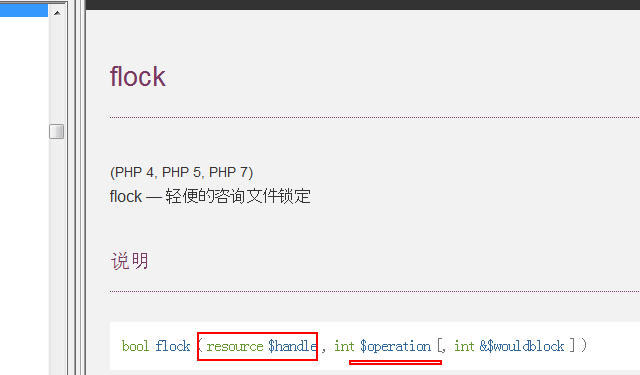 flock
(PHP 4, PHP 5, PHP 7)
flock — 轻便的咨询文件锁定
说明
bool flock ( resource $handle , int $operation [, int &$wouldblock ] )